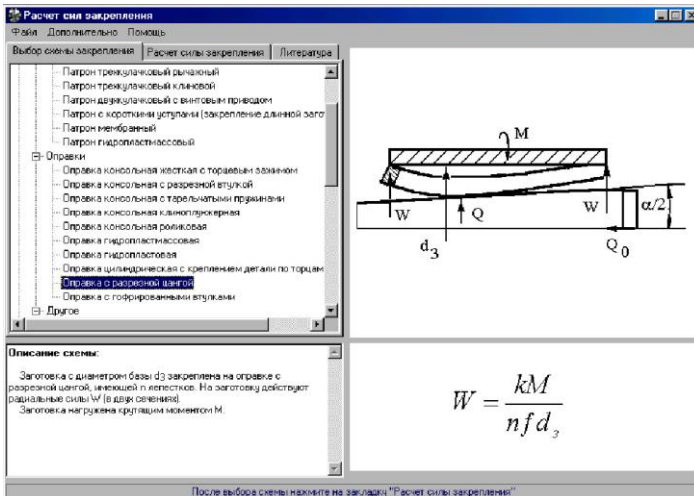 Расчет сил закрепления
Файл Дополнительно Помощь
Выбор схемы закрепления Расчет силы закрепления Литература
Патрон трехкулачковый рычажный
Патрон трехкулачковый клиновой
Патрон двухкулачковый с винтовым приводом
Патрон с короткими уступами (закрепление длинной заго
Патрон мембранный
Патрон гидропластмассовый
Оправки
Оправка консольная жесткая с торцевым зажимом
Оправка консольная с разрезной втулкой
Оправка консольная с тарельчатыми пружинами
Оправка консольная клиноплунжерная
Оправка консольная роликовая
Оправка гидропластмассовая
Оправка гидропластовая
Оправка цилиндрическая с креплением детали по торцам
Оправка с разрезной цангой
Оправка с гофрированными втулками
Другое
M
W
Q
W
α/2
d3
Q0
Описание схемы:
Заготовка с диаметром базы d3 закреплена на оправке с
разрезной цангой, имеющей n лепестков. На заготовку действуют
радиальные силы W (в двух сечениях).
Заготовка нагружена крутящим моментом М.
W = kM / nfd3
После выбора схемы нажмите на закладку "Расчет силы закрепления"